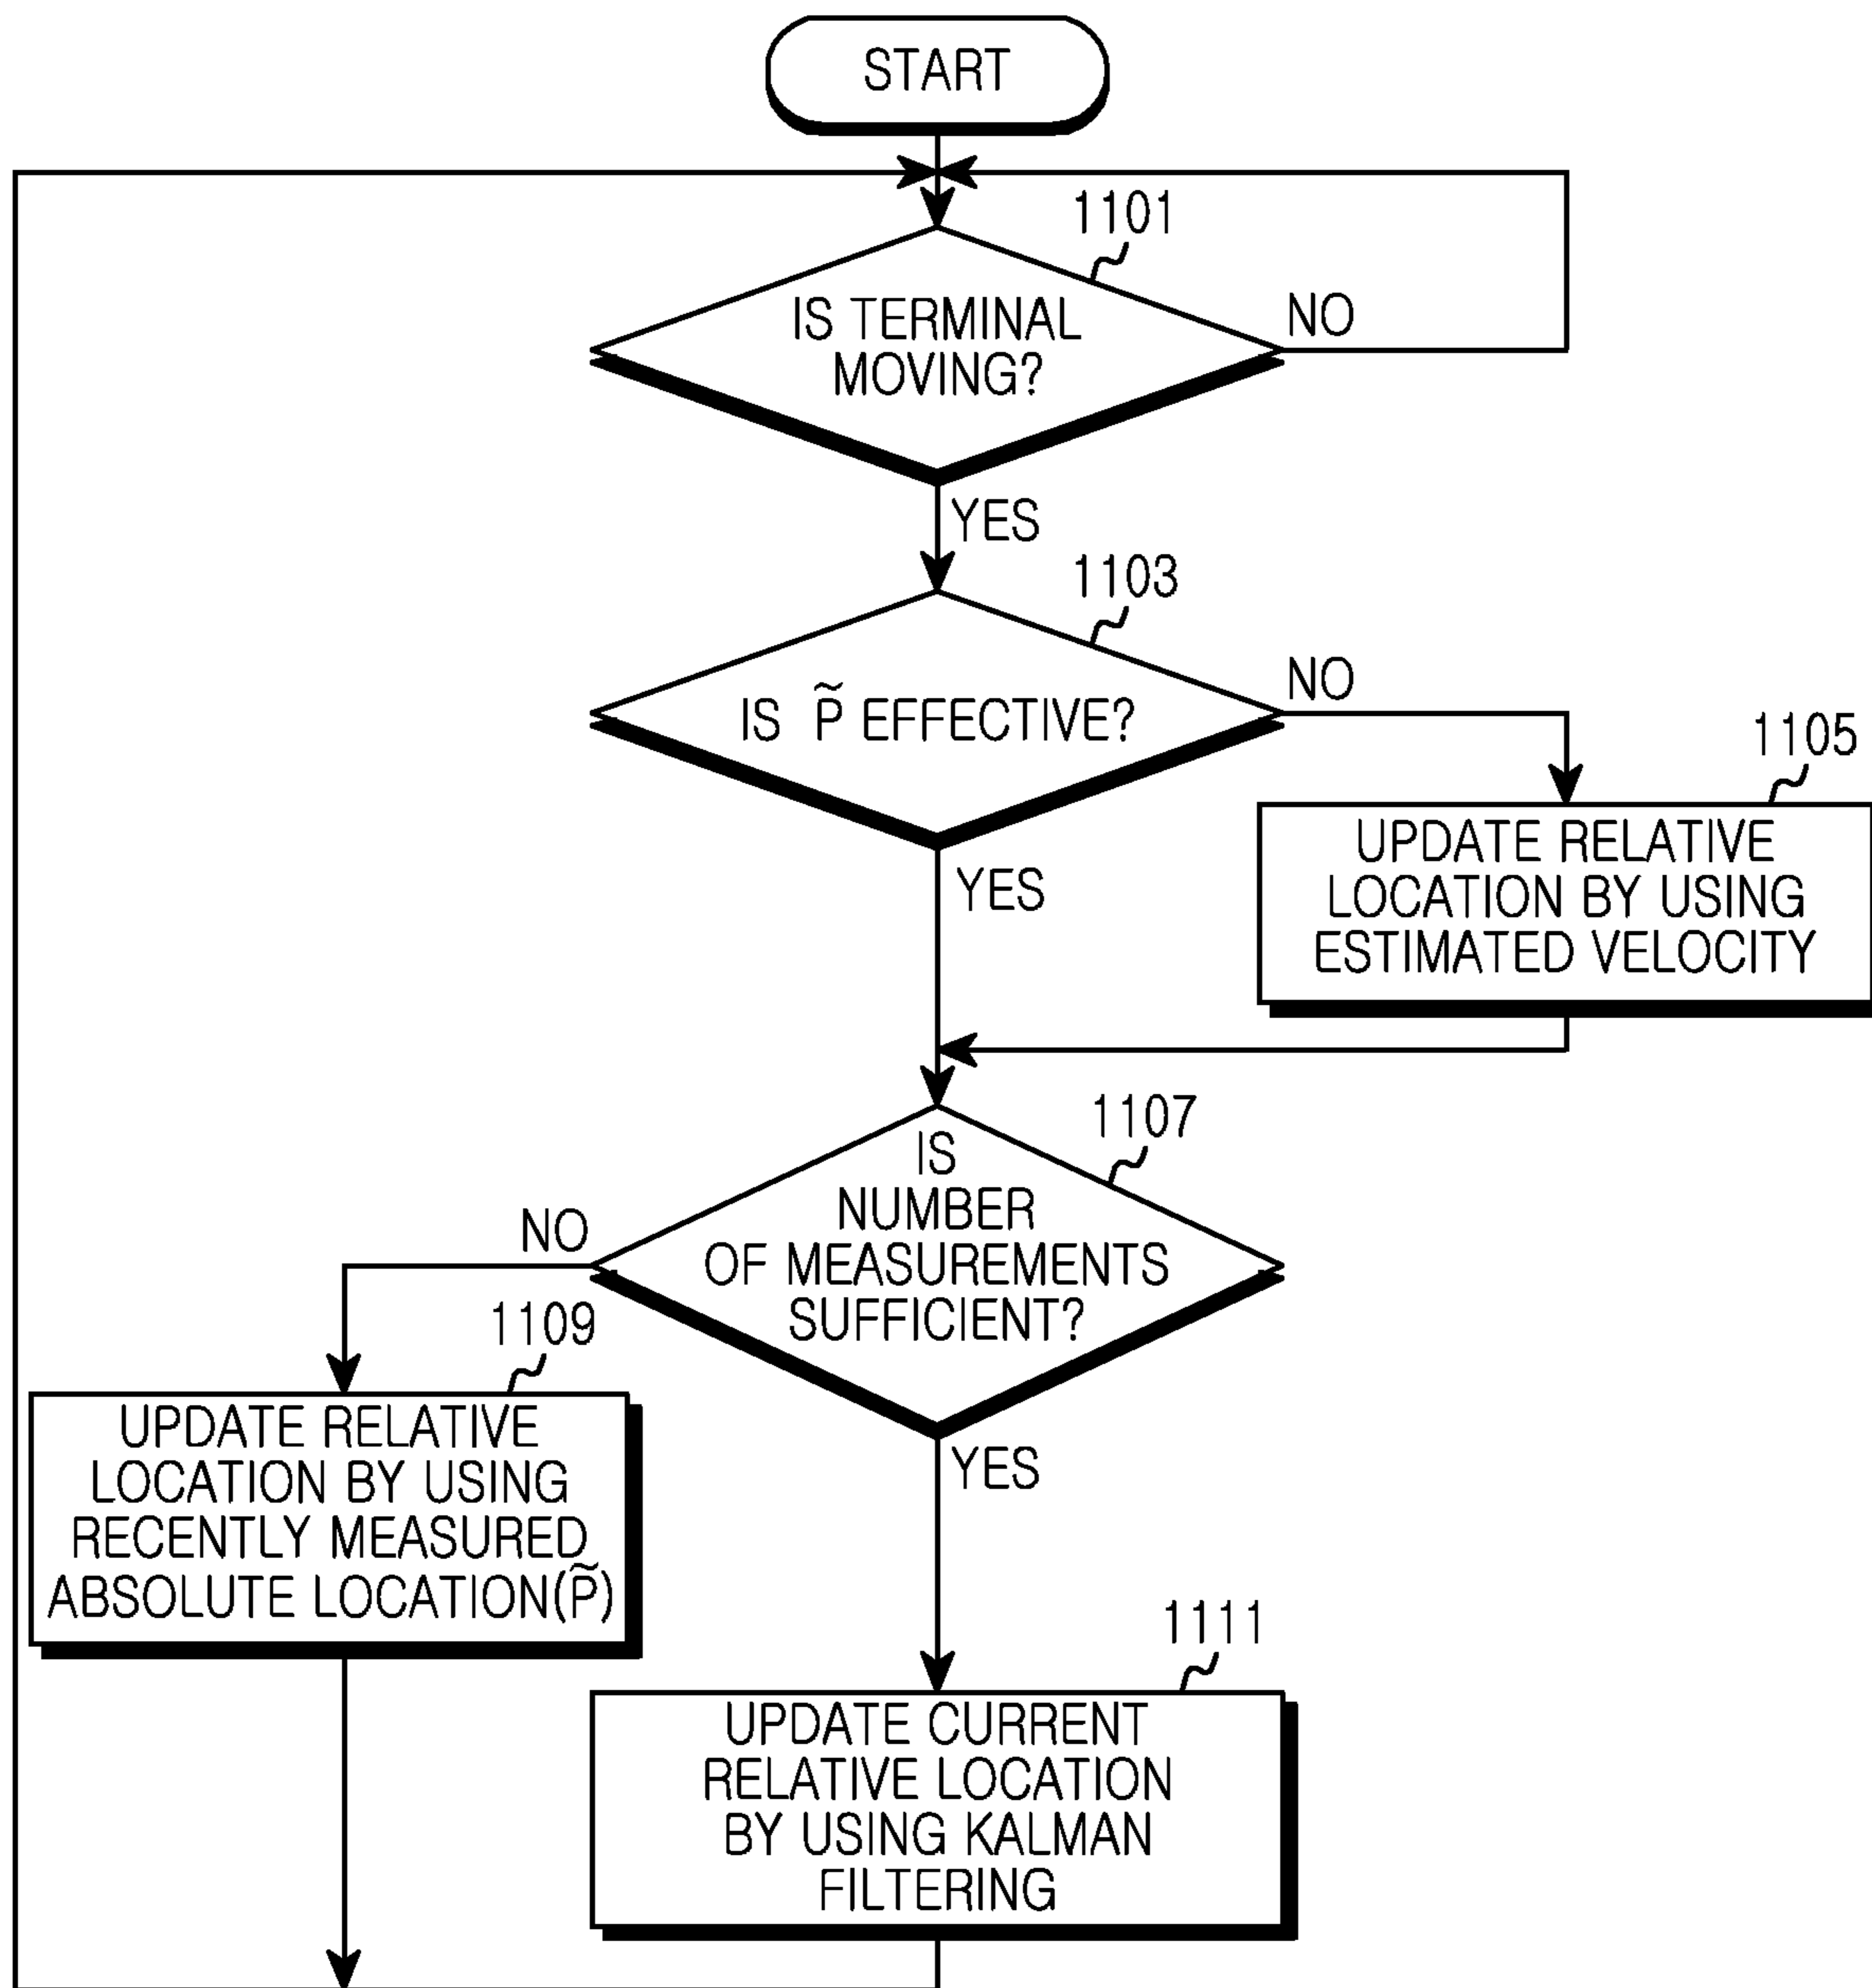 START
1101
IS TERMINAL
MOVING?
NO
YES
1103
IS P̃ EFFECTIVE?
NO
YES
1105
UPDATE RELATIVE
LOCATION BY USING
ESTIMATED VELOCITY
1107
IS
NUMBER
OF MEASUREMENTS
SUFFICIENT?
NO
YES
1109
UPDATE RELATIVE
LOCATION BY USING
RECENTLY MEASURED
ABSOLUTE LOCATION(P̃)
1111
UPDATE CURRENT
RELATIVE LOCATION
BY USING KALMAN
FILTERING